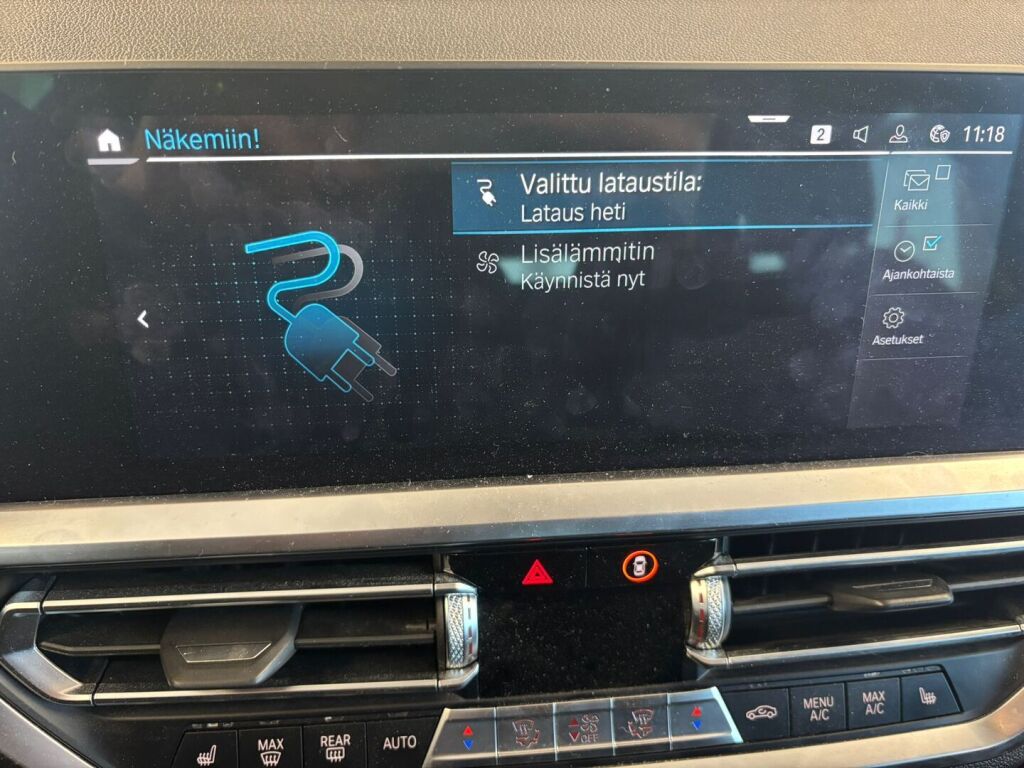 Näkemiin!
2
11:18
Valittu lataustila:
Lataus heti
Lisälämmitin
Käynnistä nyt
Kaikki
Ajankohtaista
Asetukset
MAX
REAR
AUTO
OFF
MENU
A/C
MAX
A/C